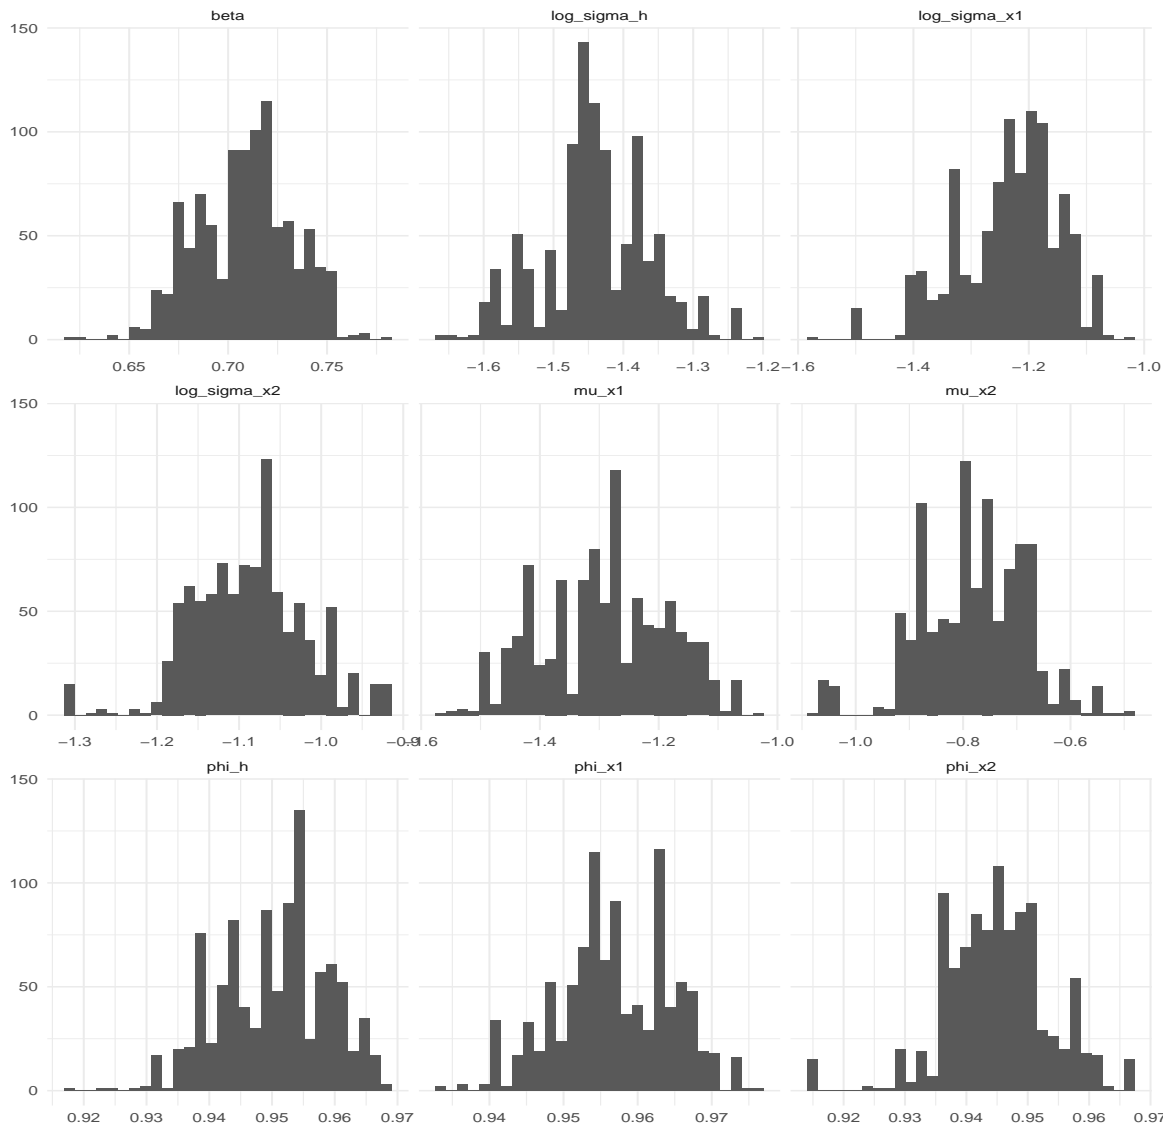 beta log_sigma_h log_sigma_x1
150
100
50
0
0.65 0.70 0.75 −1.6 −1.5 −1.4 −1.3 −1.2 −1.6 −1.4 −1.2 −1.0
log_sigma_x2 mu_x1 mu_x2
150
100
50
0
−1.3 −1.2 −1.1 −1.0 −0.9 −1.6 −1.4 −1.2 −1.0 −1.0 −0.8 −0.6
phi_h phi_x1 phi_x2
150
100
50
0
0.92 0.93 0.94 0.95 0.96 0.97 0.94 0.95 0.96 0.97 0.92 0.93 0.94 0.95 0.96 0.97